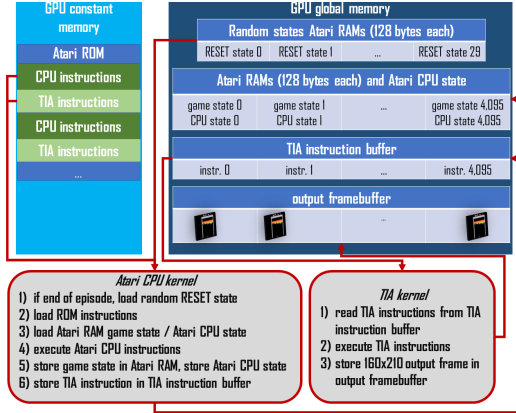 GPU constant
memory
Atari ROM
CPU instructions
TIA instructions
CPU instructions
TIA instructions
...
GPU global memory
Random states Atari RAMs (128 bytes each)
RESET state 0 RESET state 1 ... RESET state 29
Atari RAMs (128 bytes each) and Atari CPU state
game state 0 game state 1 ... game state 4,095
CPU state 0 CPU state 1 CPU state 4,095
TIA instruction buffer
instr. 0 instr. 1 ... instr. 4,095
output framebuffer
...
Atari CPU kernel
1) if end of episode, load random RESET state
2) load ROM instructions
3) load Atari RAM game state / Atari CPU state
4) execute Atari CPU instructions
5) store game state in Atari RAM, store Atari CPU state
6) store TIA instruction in TIA instruction buffer
TIA kernel
1) read TIA instructions from TIA
instruction buffer
2) execute TIA instructions
3) store 160x210 output frame in
output framebuffer